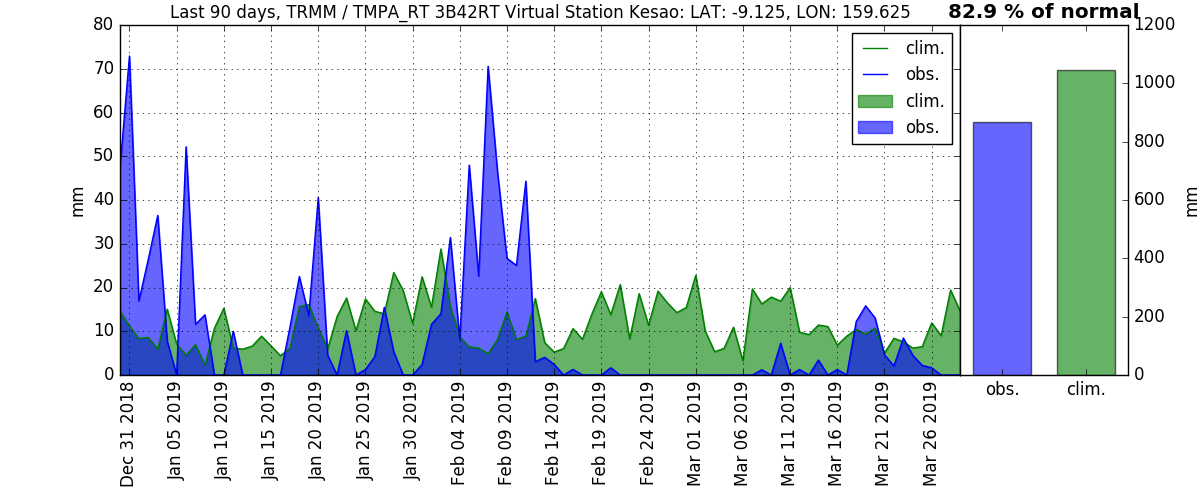 Last 90 days, TRMM / TMPA_RT 3B42RT Virtual Station Kesao: LAT: -9.125, LON: 159.625
82.9 % of normal
80
70
60
50
40
30
20
10
0
mm
clim.
obs.
clim.
obs.
1200
1000
800
600
400
200
0
mm
Dec 31 2018
Jan 05 2019
Jan 10 2019
Jan 15 2019
Jan 20 2019
Jan 25 2019
Jan 30 2019
Feb 04 2019
Feb 09 2019
Feb 14 2019
Feb 19 2019
Feb 24 2019
Mar 01 2019
Mar 06 2019
Mar 11 2019
Mar 16 2019
Mar 21 2019
Mar 26 2019
obs.
clim.